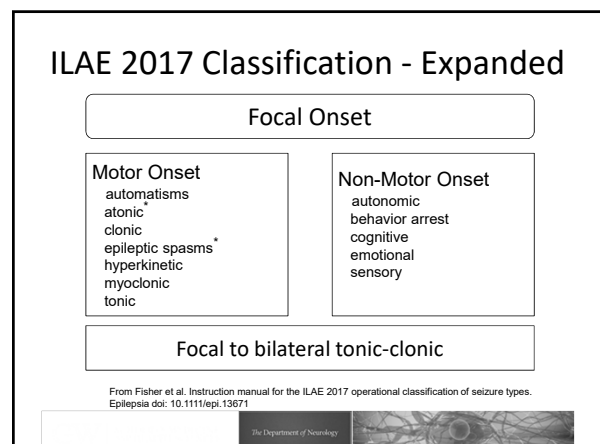 ILAE 2017 Classification - Expanded
Focal Onset
Motor Onset
automatisms
atonic*
clonic
epileptic spasms*
hyperkinetic
myoclonic
tonic
Non-Motor Onset
autonomic
behavior arrest
cognitive
emotional
sensory
Focal to bilateral tonic-clonic
From Fisher et al. Instruction manual for the ILAE 2017 operational classification of seizure types.
Epilepsia doi: 10.1111/epi.13671
The Department of Neurology